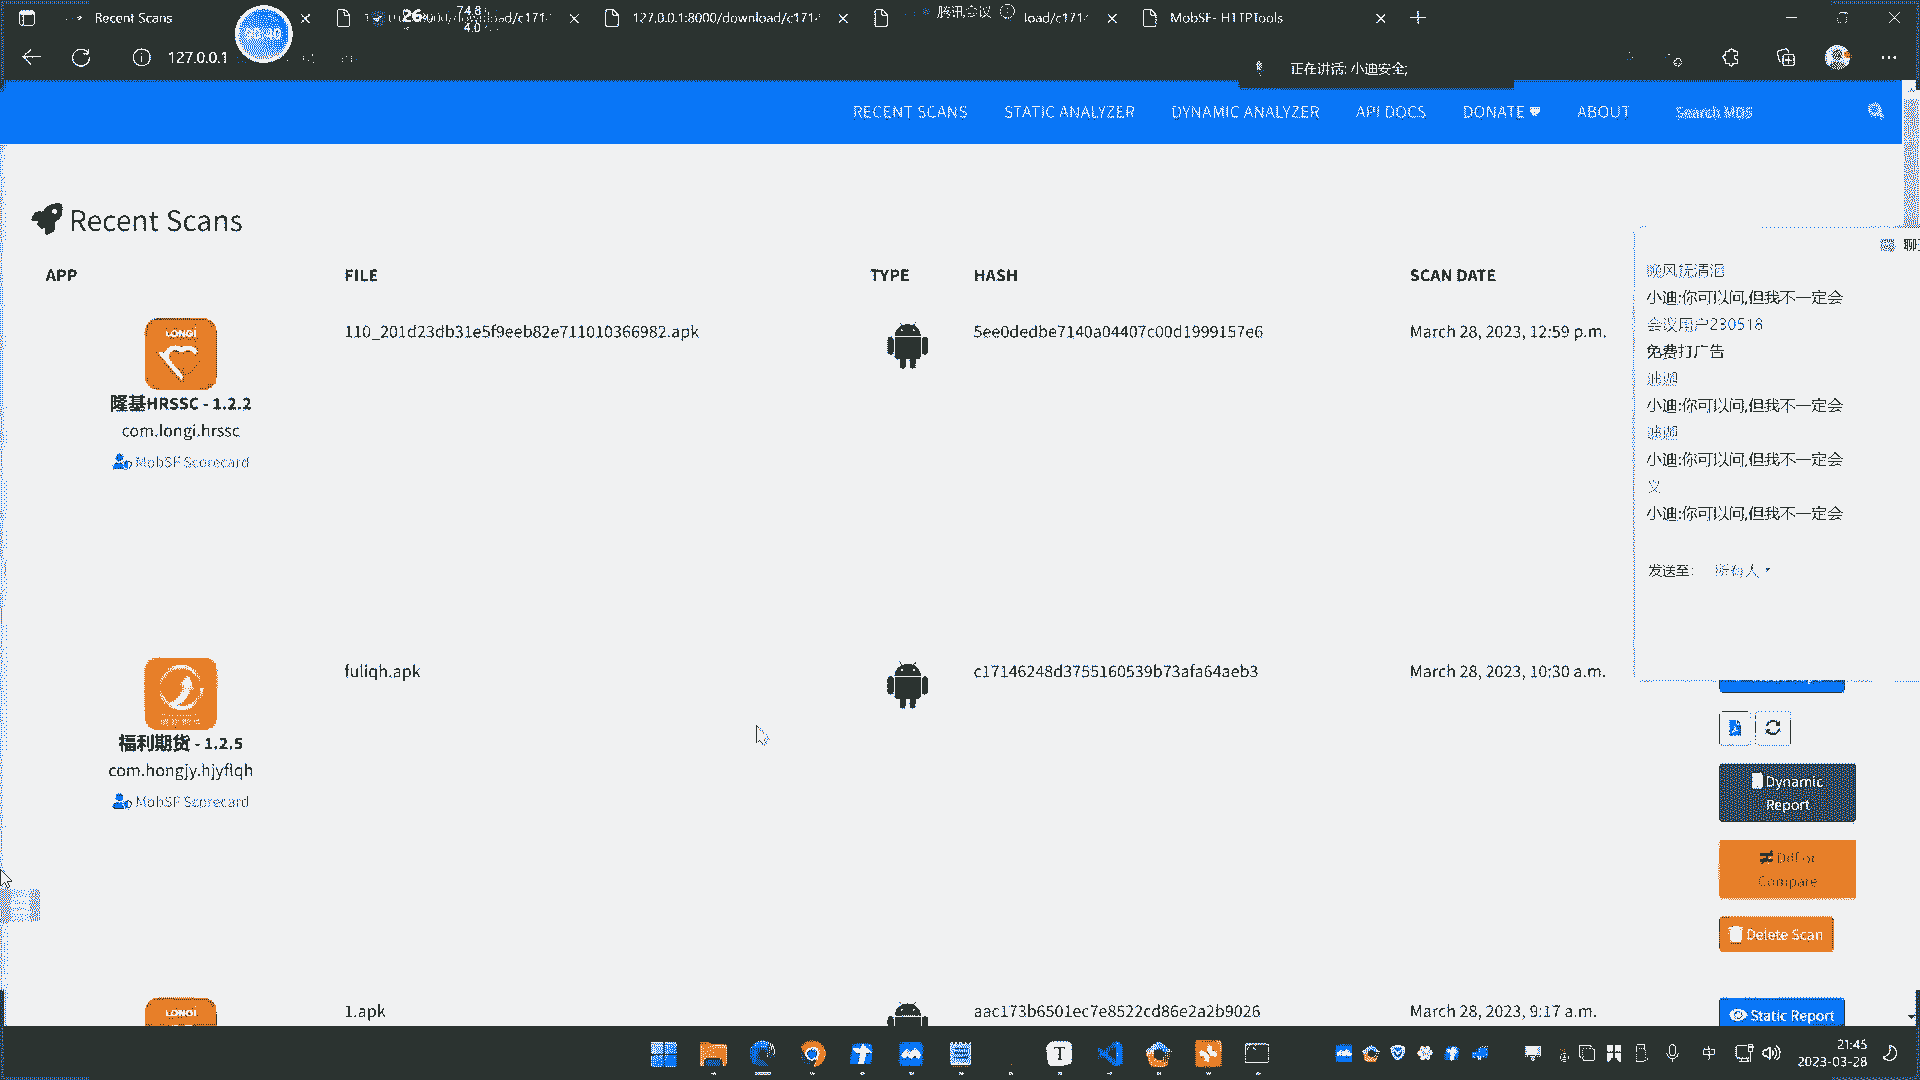 Recent Scans
00:40
26
74.8
4.0
127.0.0.1:8000/download/c171
腾讯会议
load/c171
MobSF- HTTPTools
127.0.0.1
正在讲话: 小迪安全;
RECENT SCANS
STATIC ANALYZER
DYNAMIC ANALYZER
API DOCS
DONATE
ABOUT
Search MD5
Recent Scans
APP
FILE
TYPE
HASH
SCAN DATE
LONGI
110_201d23db31e5f9eeb82e711010366982.apk
5ee0dedbe7140a04407c00d1999157e6
March 28, 2023, 12:59 p.m.
隆基HRSSC - 1.2.2
com.longi.hrssc
MobSF Scorecard
小迪:你可以问,但我不一定会
会议用户230518
免费打广告
小迪:你可以问,但我不一定会
小迪:你可以问,但我不一定会
义
小迪:你可以问,但我不一定会
发送至:
所有人
fuliqh.apk
c17146248d3755160539b73afa64aeb3
March 28, 2023, 10:30 a.m.
福利期货 - 1.2.5
com.hongjy.hjyflqh
MobSF Scorecard
Dynamic
Report
Diff or
Compare
Delete Scan
LONGI
1.apk
aac173b6501ec7e8522cd86e2a2b9026
March 28, 2023, 9:17 a.m.
Static Report
中
21:45
2023-03-28